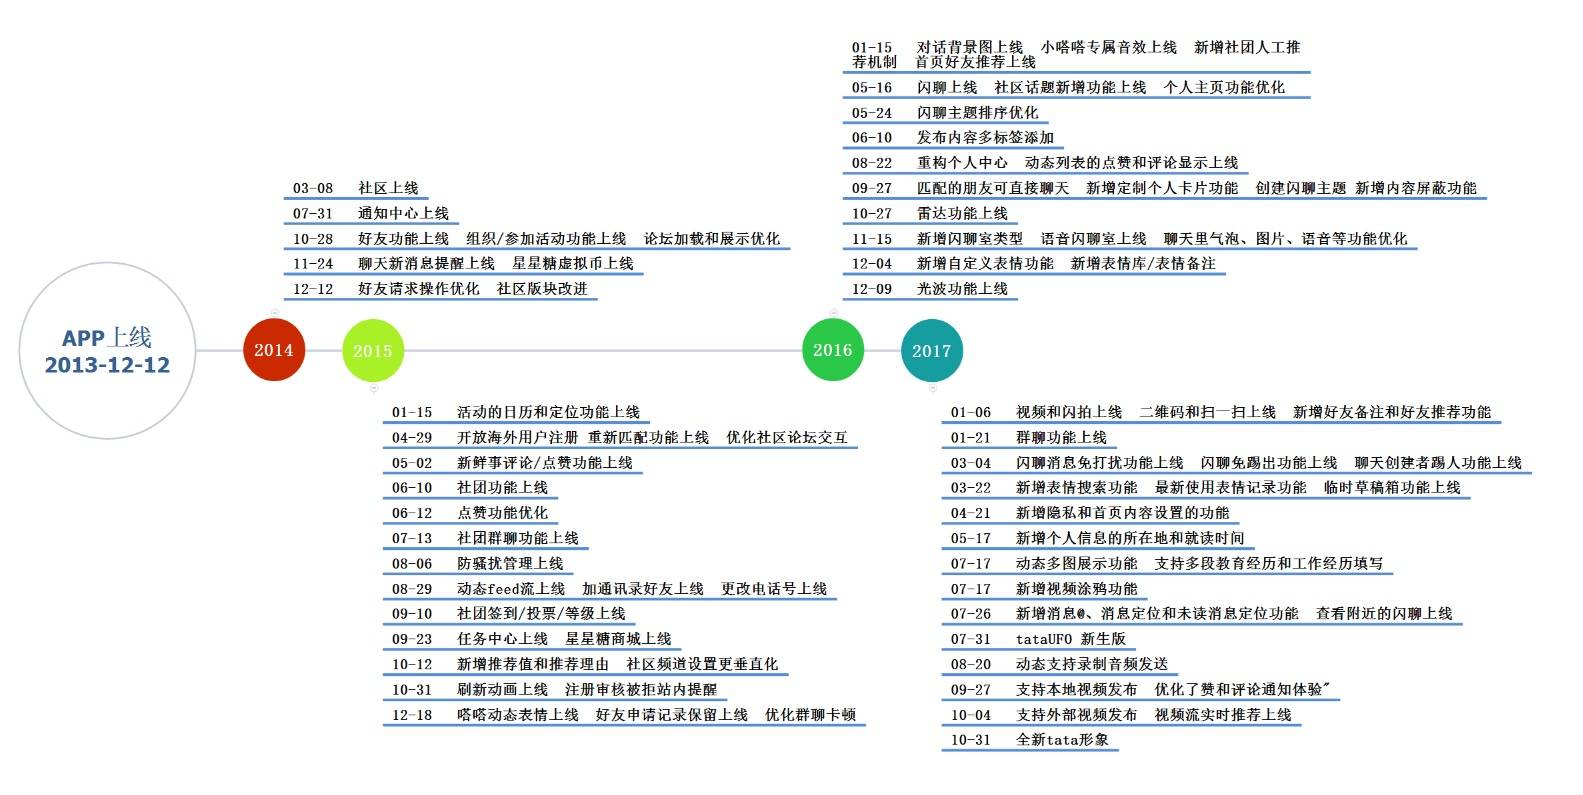 APP上线
2013-12-12
2014
03-08 社区上线
07-31 通知中心上线
10-28 好友功能上线 组织/参加活动功能上线 论坛加载和展示优化
11-24 聊天新消息提醒上线 星星糖虚拟币上线
12-12 好友请求操作优化 社区版块改进
2015
01-15 活动的日历和定位功能上线
04-29 开放海外用户注册 重新匹配功能上线 优化社区论坛交互
05-02 新鲜事评论/点赞功能上线
06-10 社团功能上线
06-12 点赞功能优化
07-13 社团群聊功能上线
08-06 防骚扰管理上线
08-29 动态feed流上线 加通讯录好友上线 更改电话号上线
09-10 社团签到/投票/等级上线
09-23 任务中心上线 星星糖商城上线
10-12 新增推荐值和推荐理由 社区频道设置更垂直化
10-31 刷新动画上线 注册审核被拒站内提醒
12-18 嗒嗒动态表情上线 好友申请记录保留上线 优化群聊卡顿
2016
01-15 对话背景图上线 小嗒嗒专属音效上线 新增社团人工推
荐机制 首页好友推荐上线
05-16 闪聊上线 社区话题新增功能上线 个人主页功能优化
05-24 闪聊主题排序优化
06-10 发布内容多标签添加
08-22 重构个人中心 动态列表的点赞和评论显示上线
09-27 匹配的朋友可直接聊天 新增定制个人卡片功能 创建闪聊主题 新增内容屏蔽功能
10-27 雷达功能上线
11-15 新增闪聊室类型 语音闪聊室上线 聊天里气泡、图片、语音等功能优化
12-04 新增自定义表情功能 新增表情库/表情备注
12-09 光波功能上线
2017
01-06 视频和闪拍上线 二维码和扫一扫上线 新增好友备注和好友推荐功能
01-21 群聊功能上线
03-04 闪聊消息免打扰功能上线 闪聊免踢出功能上线 聊天创建者踢人功能上线
03-22 新增表情搜索功能 最新使用表情记录功能 临时草稿箱功能上线
04-21 新增隐私和首页内容设置的功能
05-17 新增个人信息的所在地和就读时间
07-17 动态多图展示功能 支持多段教育经历和工作经历填写
07-17 新增视频涂鸦功能
07-26 新增消息@、消息定位和未读消息定位功能 查看附近的闪聊上线
07-31 tataUFO 新生版
08-20 动态支持录制音频发送
09-27 支持本地视频发布 优化了赞和评论通知体验"
10-04 支持外部视频发布 视频流实时推荐上线
10-31 全新tata形象